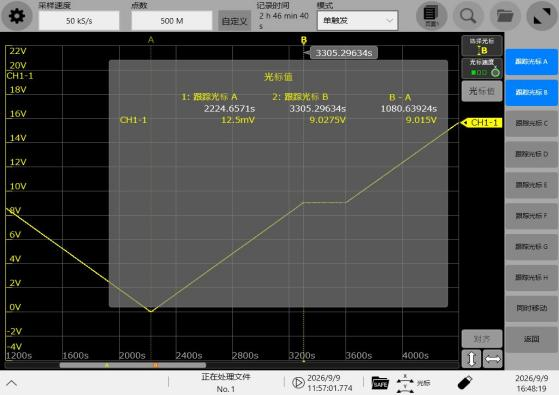 采样速度 点数 记录时间 模式
50 kS/s 500 M 自定义 2 h 46 min 40 s 单触发
A B
3305.29634s
选择光标
B
光标速度
光标值
22V
20V
CH1-1
18V
16V
14V
12V
10V
8V
6V
4V
2V
0V
-2V
-4V
光标值
1: 跟踪光标 A 2: 跟踪光标 B B - A
2224.6571s 3305.29634s 1080.63924s
CH1-1 12.5mV 9.0275V 9.015V
CH1-1
1200s 1600s 2000s 2400s 2800s 3200s 3600s 4000s
A B
跟踪光标 A
跟踪光标 B
跟踪光标 C
跟踪光标 D
跟踪光标 E
跟踪光标 F
跟踪光标 G
跟踪光标 H
同时移动
返回
对齐
正在处理文件
No. 1
2026/9/9
11:57:01.774
SAFE
光标
2026/9/9
16:48:19